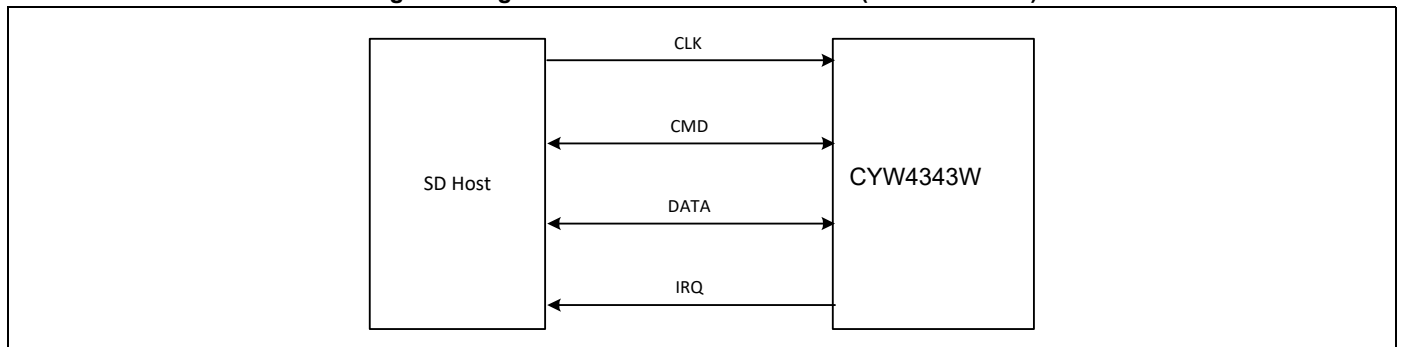 CLK
CMD
SD Host
CYW4343W
DATA
IRQ